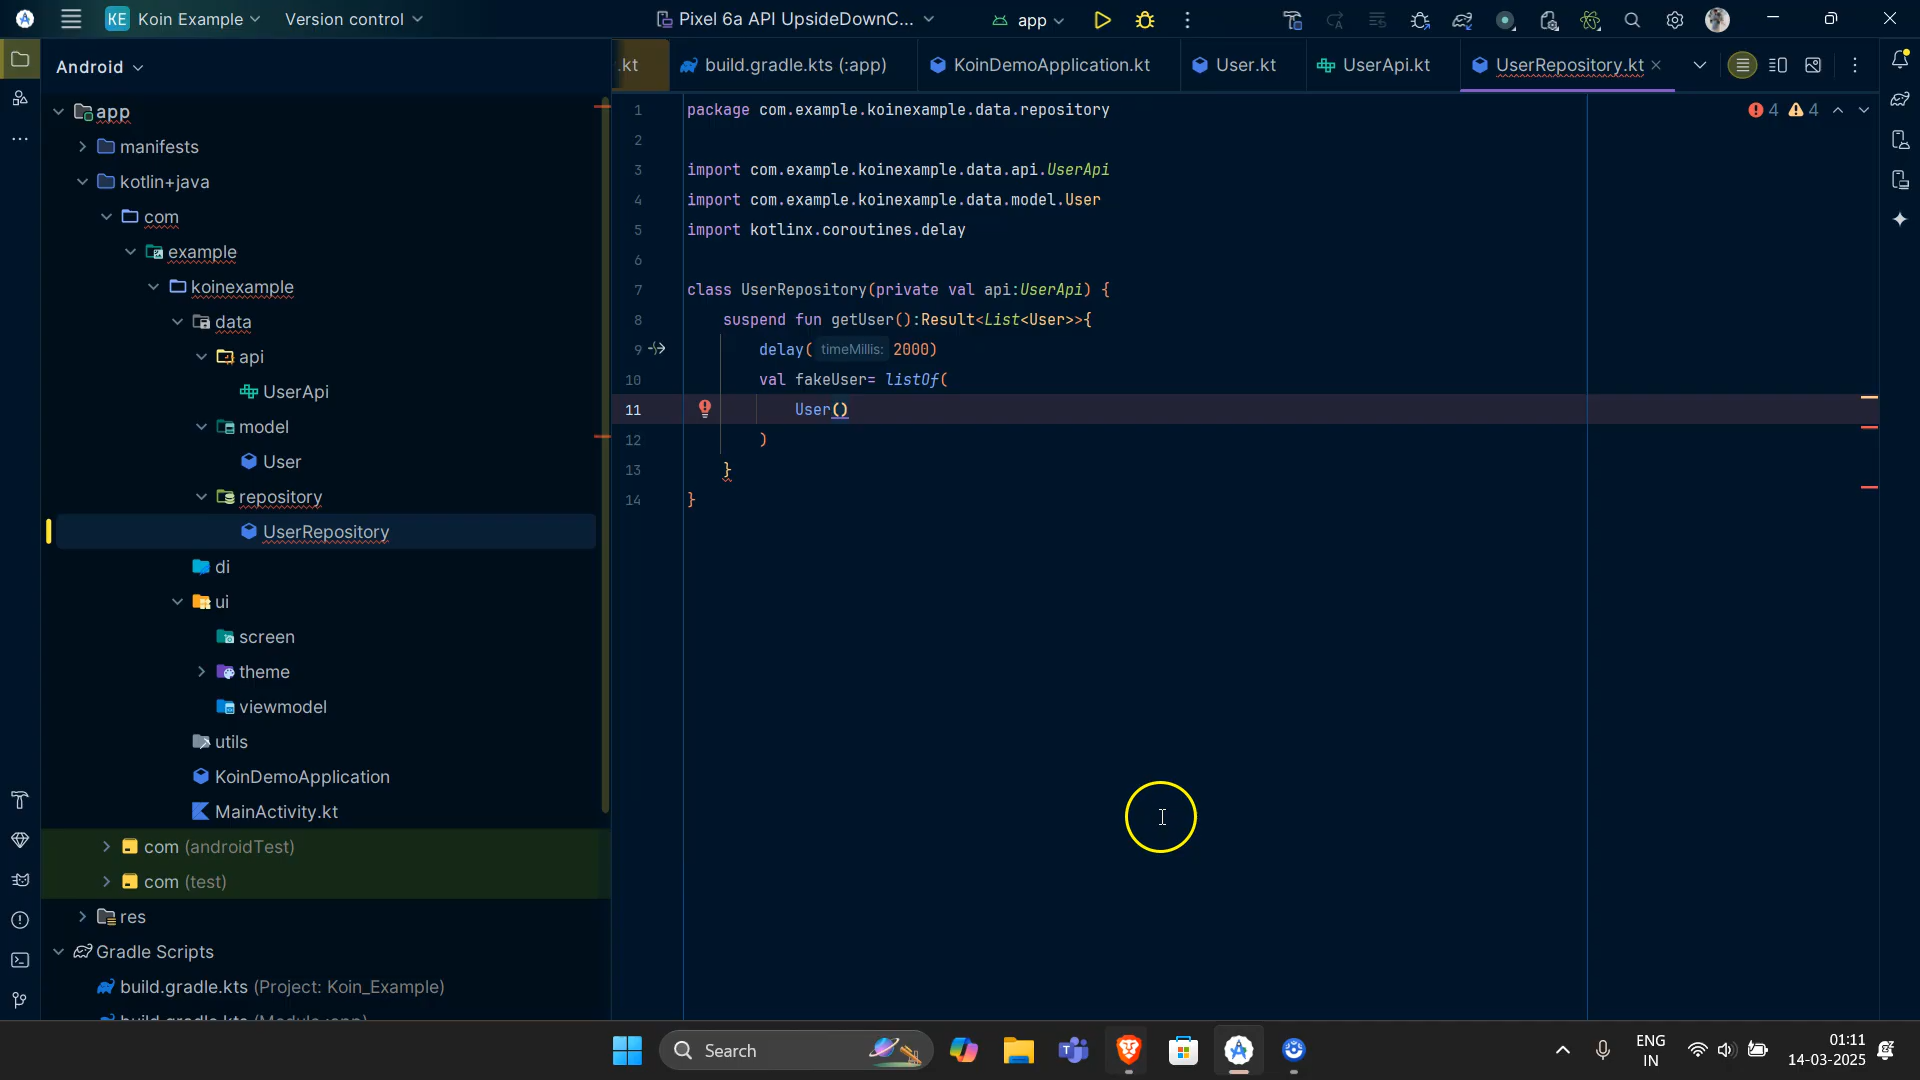 KE Koin Example Version control
Pixel 6a API UpsideDownC... app
Android
app
manifests
kotlin+java
com
example
koinexample
data
api
UserApi
model
User
repository
UserRepository
di
ui
screen
theme
viewmodel
utils
KoinDemoApplication
MainActivity.kt
com (androidTest)
com (test)
res
Gradle Scripts
build.gradle.kts (Project: Koin_Example)
build.gradle.kts (Module :app)
.kt build.gradle.kts (:app) KoinDemoApplication.kt User.kt UserApi.kt UserRepository.kt
4 4
1 package com.example.koinexample.data.repository
2
3 import com.example.koinexample.data.api.UserApi
4 import com.example.koinexample.data.model.User
5 import kotlinx.coroutines.delay
6
7 class UserRepository(private val api:UserApi) {
8 suspend fun getUser():Result<List<User>>{
9 delay( timeMillis: 2000)
10 val fakeUser= listOf(
11 User()
12 )
13 }
14 }
Search
ENG
IN
01:11
14-03-2025